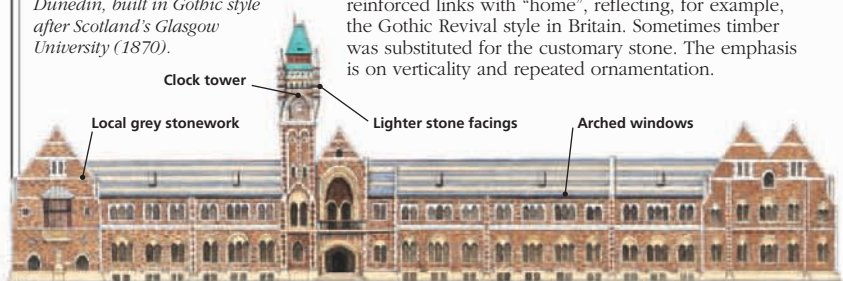 Dunedin, built in Gothic style
after Scotland’s Glasgow
University (1870).
reinforced links with “home”, reflecting, for example,
the Gothic Revival style in Britain. Sometimes timber
was substituted for the customary stone. The emphasis
is on verticality and repeated ornamentation.
Clock tower
Local grey stonework
Lighter stone facings
Arched windows